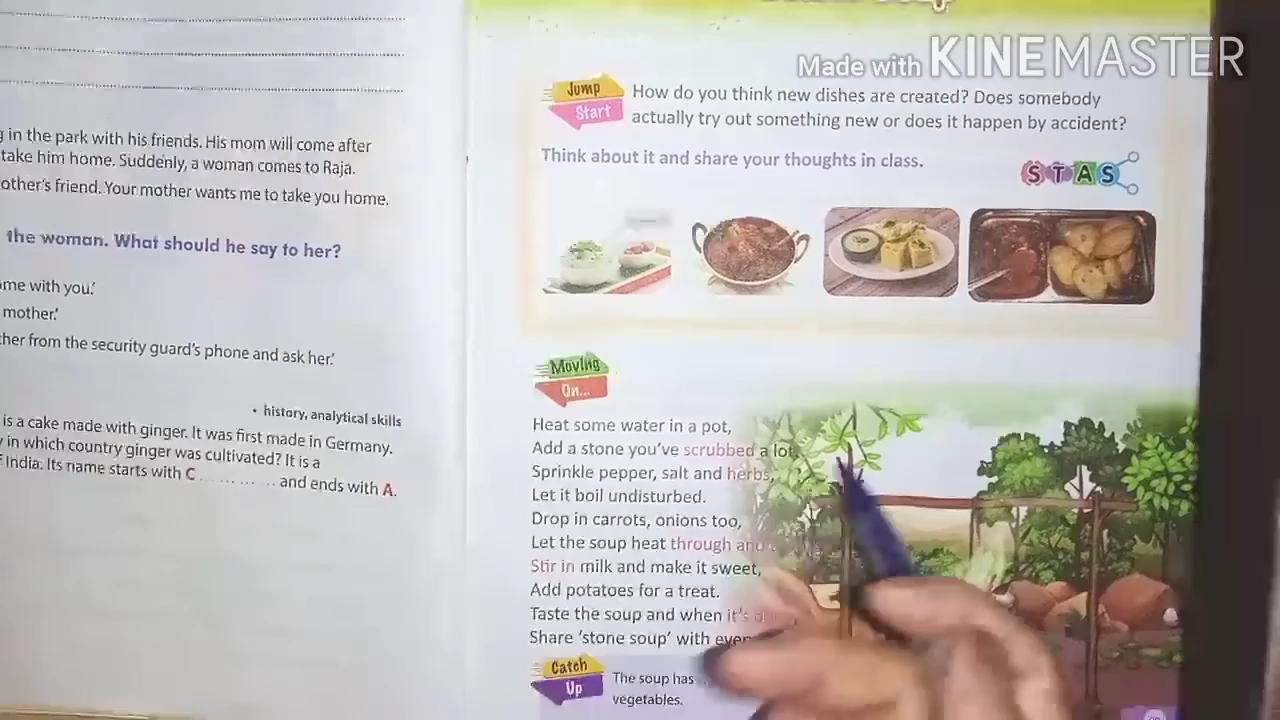 g in the park with his friends. His mom will come after
take him home. Suddenly, a woman comes to Raja.
other's friend. Your mother wants me to take you home.
the woman. What should he say to her?
ome with you.'
mother.'
ther from the security guard's phone and ask her.'
• history, analytical skills
is a cake made with ginger. It was first made in Germany.
in which country ginger was cultivated? It is a
India. Its name starts with C ............ and ends with A.
Made with KINEMASTER
Jump
Start
How do you think new dishes are created? Does somebody
actually try out something new or does it happen by accident?
Think about it and share your thoughts in class.
STAS
Moving
On...
Heat some water in a pot,
Add a stone you've scrubbed a lot,
Sprinkle pepper, salt and herbs,
Let it boil undisturbed.
Drop in carrots, onions too,
Let the soup heat through and
Stir in milk and make it sweet,
Add potatoes for a treat.
Taste the soup and when it's
Share 'stone soup' with
Catch
Up
The soup has
vegetables.